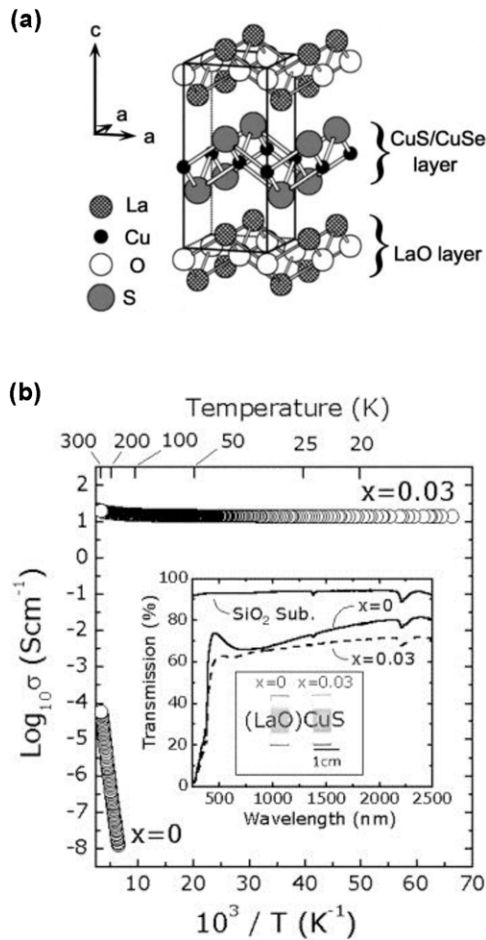 (a)
c
a
a
La
Cu
O
S
CuS/CuSe
layer
LaO layer
(b)
Temperature (K)
300 200 100 50 25 20
2
1
0
-1
-2
-3
-4
-5
-6
-7
-8
Log₁₀σ (Scm⁻¹)
x=0.03
x=0
100
80
60
40
20
0
Transmission (%)
SiO₂ Sub.
x=0
x=0.03
x=0 x=0.03
(LaO)CuS
1cm
500 1000 1500 2000 2500
Wavelength (nm)
10 20 30 40 50 60 70
10³ / T (K⁻¹)